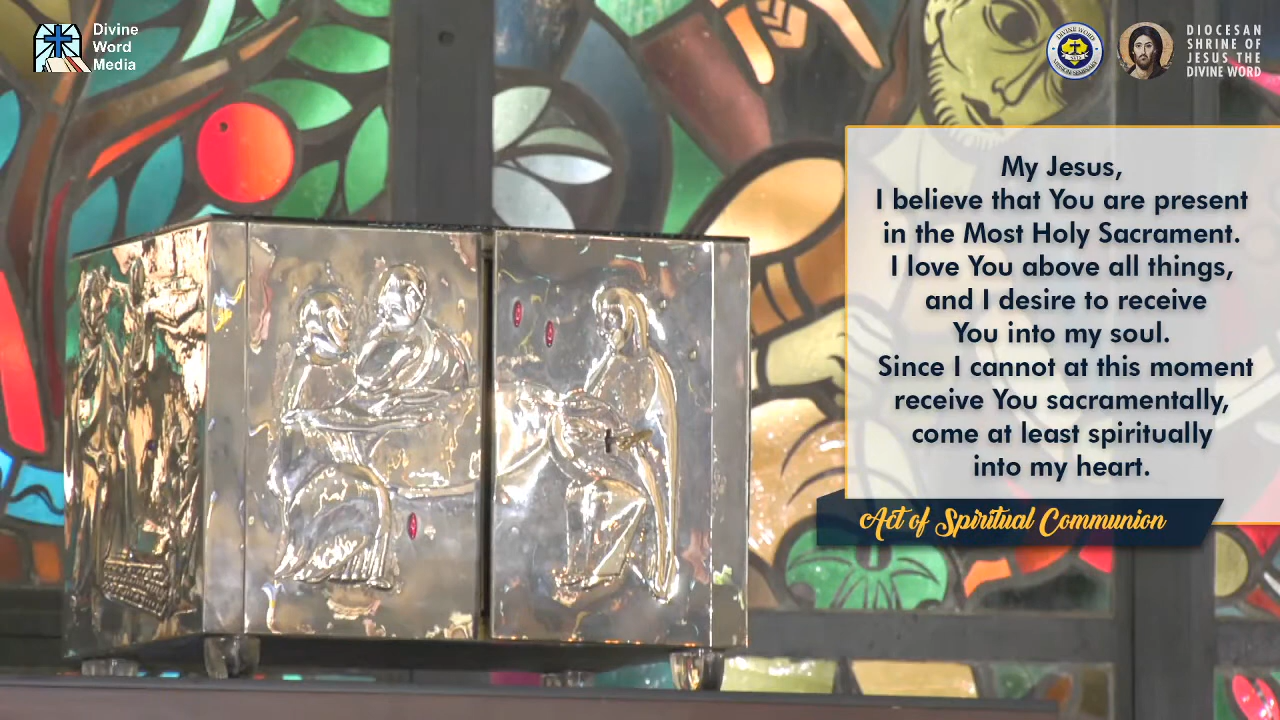 Divine
Word
Media
DIOCESAN
SHRINE OF
JESUS THE
DIVINE WORD
My Jesus,
I believe that You are present
in the Most Holy Sacrament.
I love You above all things,
and I desire to receive
You into my soul.
Since I cannot at this moment
receive You sacramentally,
come at least spiritually
into my heart.
Act of Spiritual Communion